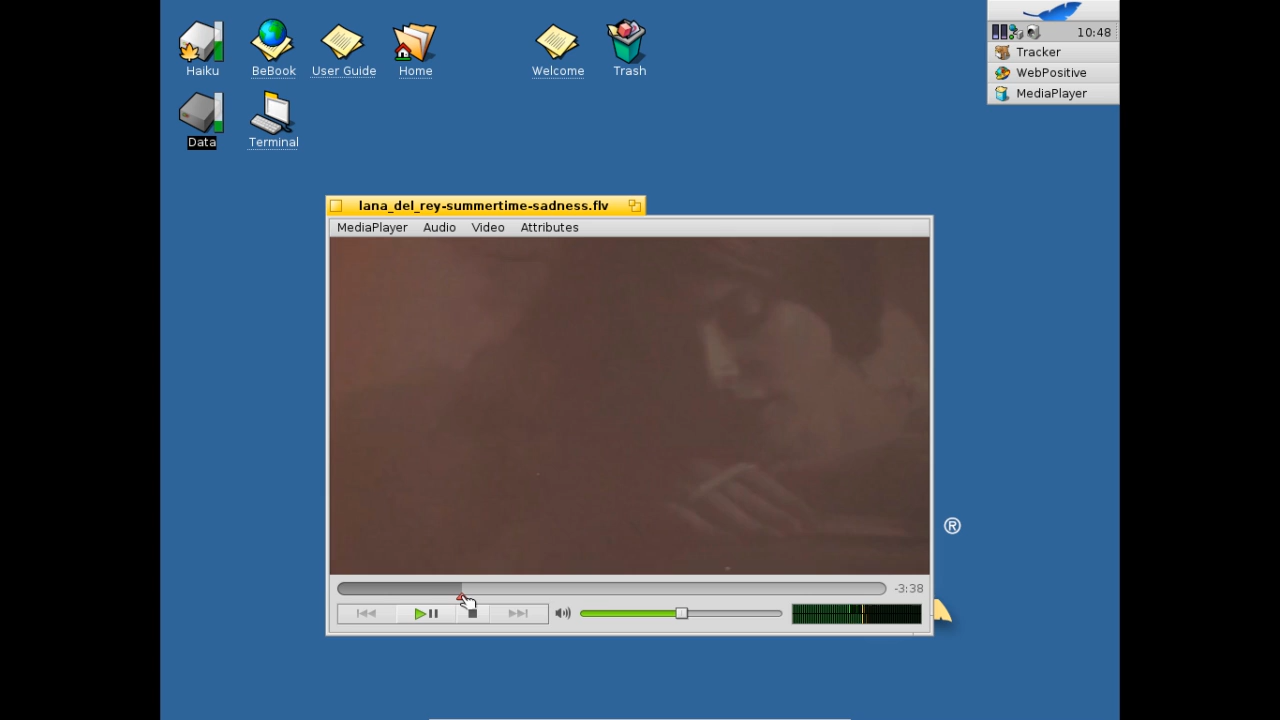 10:48
Haiku
BeBook
User Guide
Home
Welcome
Trash
Tracker
WebPositive
MediaPlayer
Data
Terminal
lana_del_rey-summertime-sadness.flv
MediaPlayer Audio Video Attributes
®
-3:38